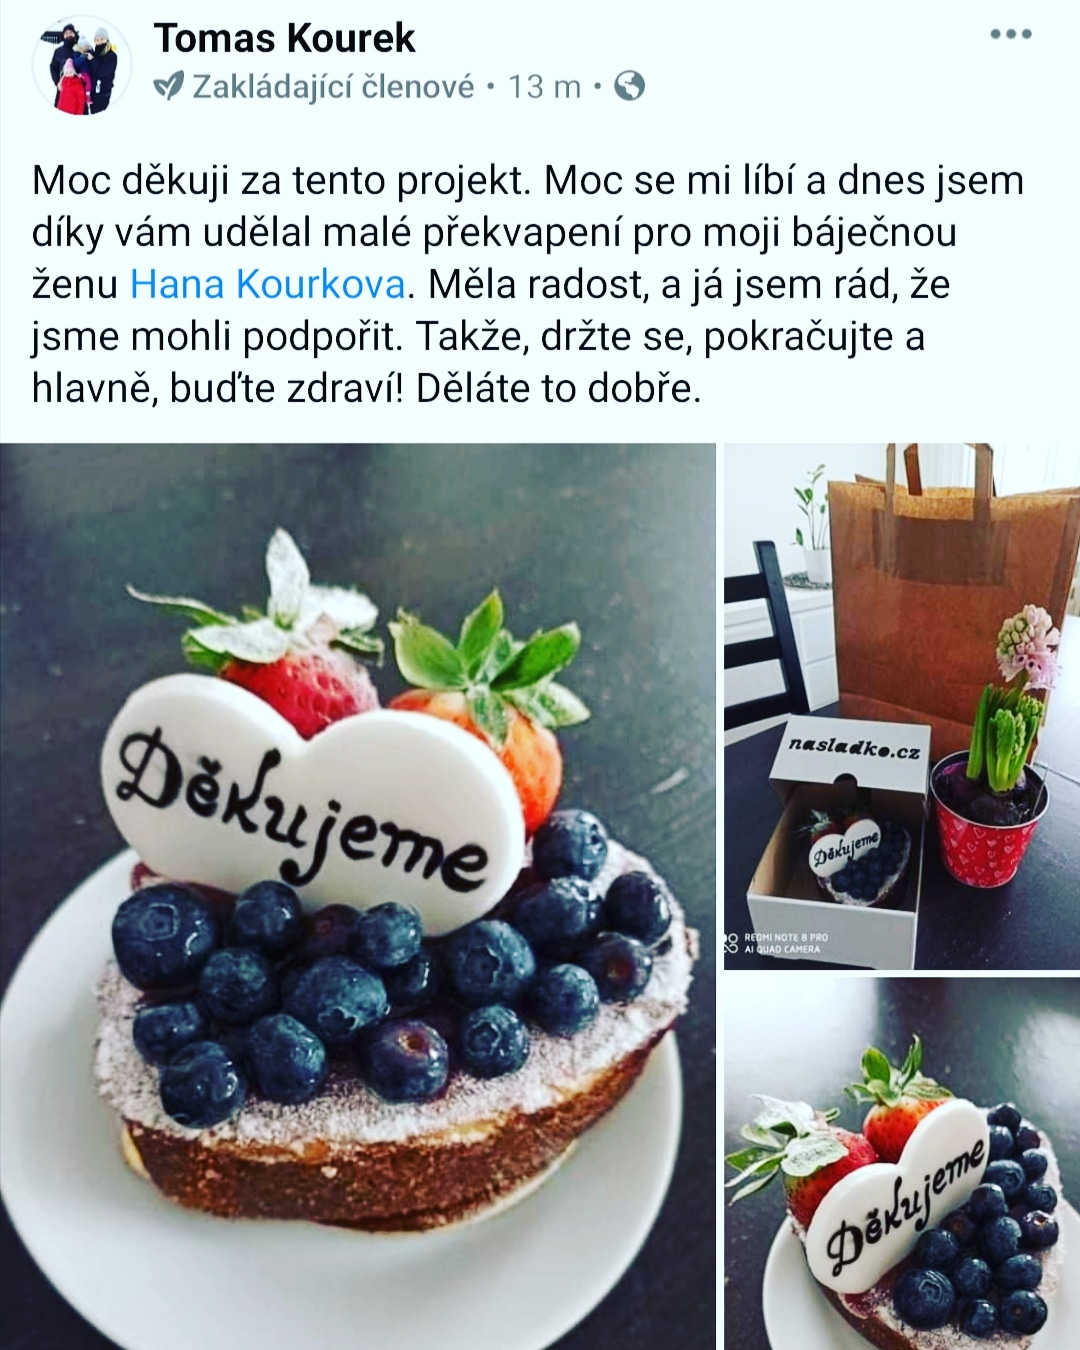 Tomas Kourek
Zakládající členové • 13 m •
Moc děkuji za tento projekt. Moc se mi líbí a dnes jsem
díky vám udělal malé překvapení pro moji báječnou
ženu Hana Kourkova. Měla radost, a já jsem rád, že
jsme mohli podpořit. Takže, držte se, pokračujte a
hlavně, buďte zdraví! Děláte to dobře.
Děkujeme
nasladko.cz
Děkujeme
REDMI NOTE 8 PRO
AI QUAD CAMERA
Děkujeme